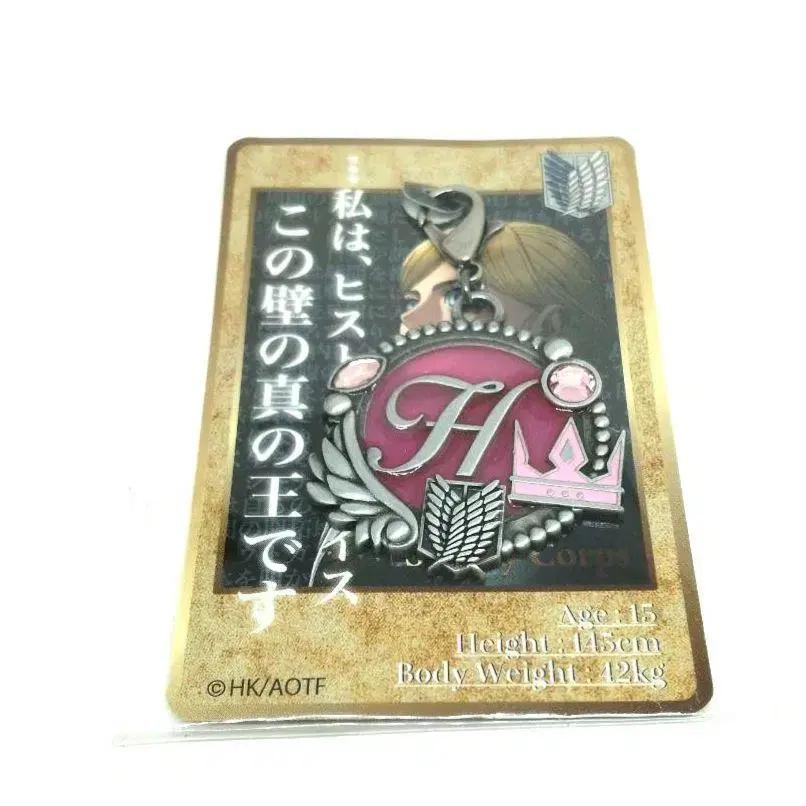 …私は、ヒスト
イス
この壁の真の王です
H
Corps
Age : 15
Height : 145cm
Body Weight : 42kg
©HK/AOTF